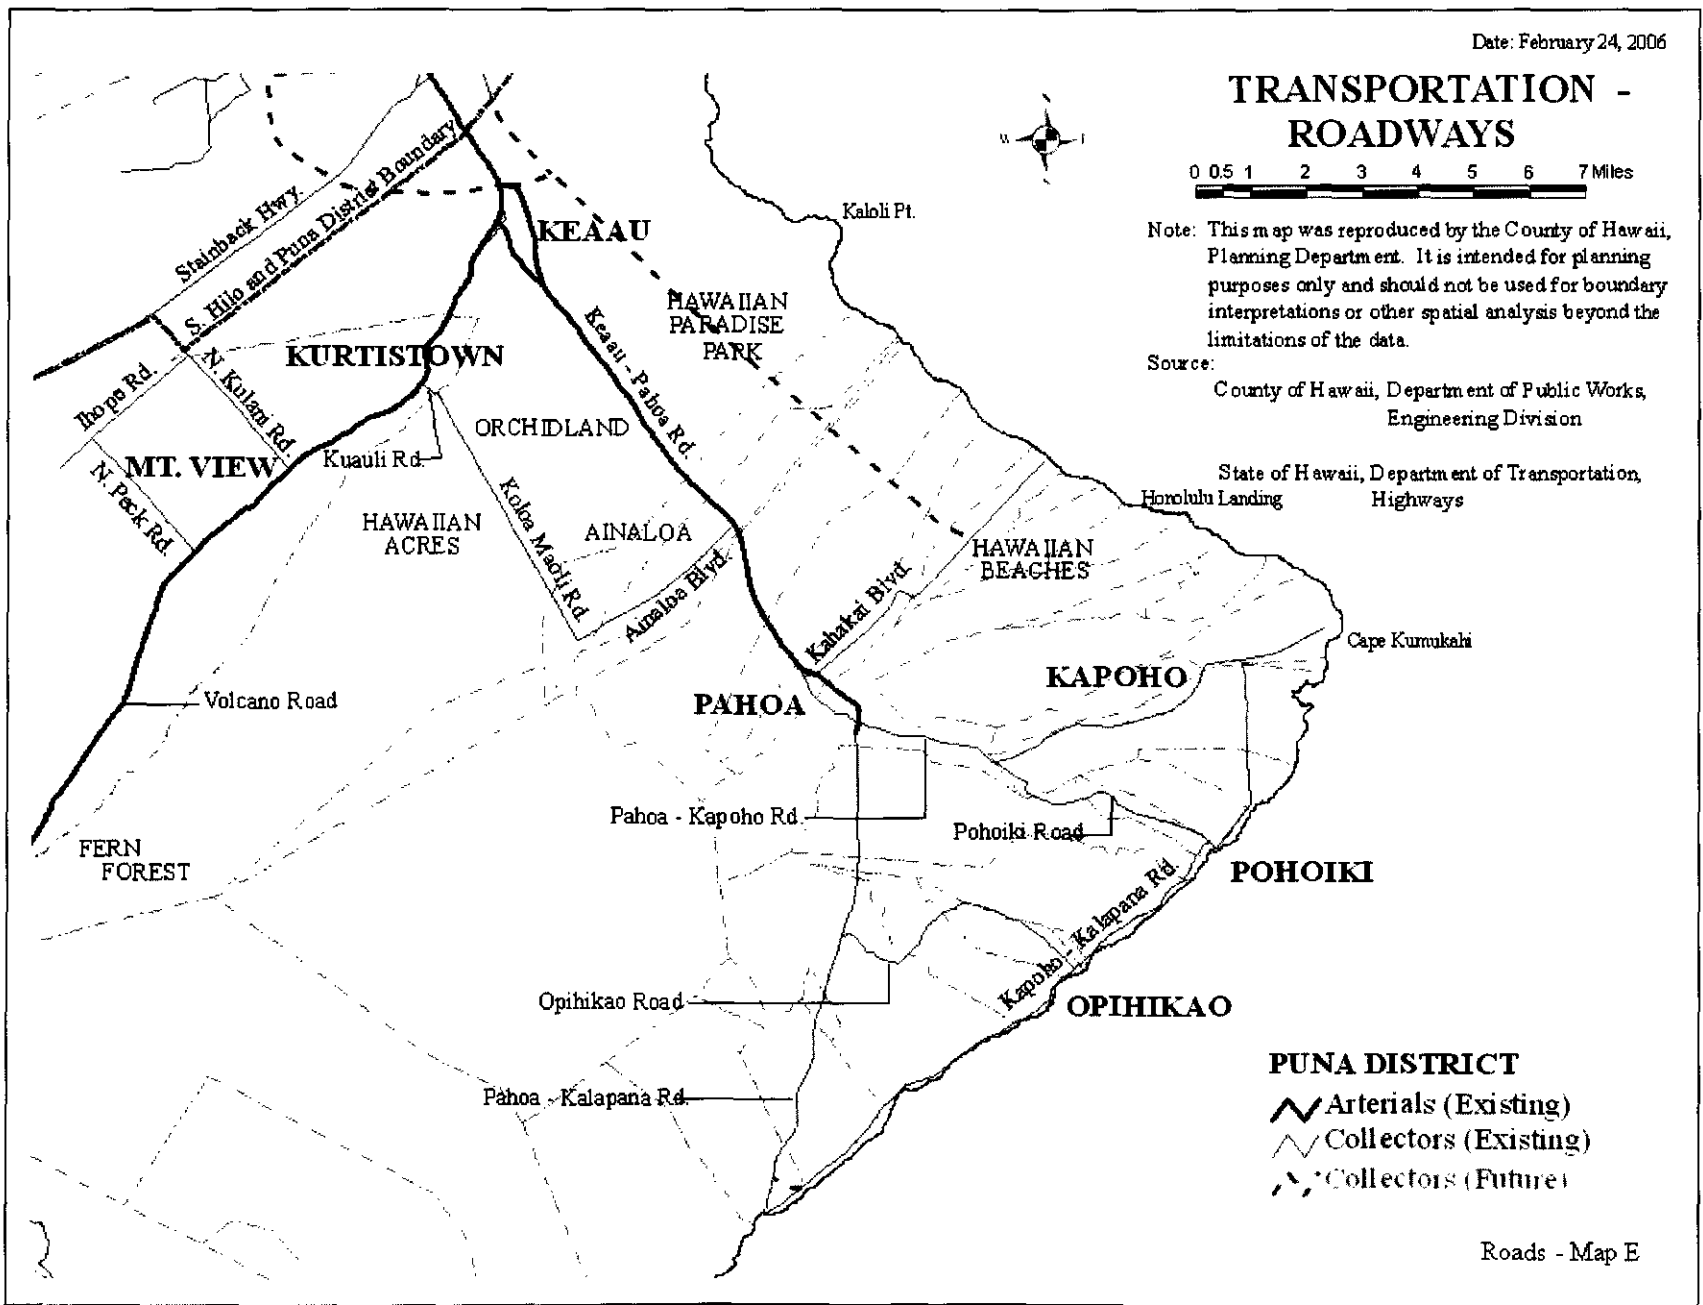 Date: February 24, 2006
TRANSPORTATION -
ROADWAYS
0 0.5 1 2 3 4 5 6 7 Miles
W
Note: This map was reproduced by the County of Hawaii,
Planning Department. It is intended for planning
purposes only and should not be used for boundary
interpretations or other spatial analysis beyond the
limitations of the data.
Source:
County of Hawaii, Department of Public Works,
Engineering Division
State of Hawaii, Department of Transportation,
Highways
Stainback Hwy.
S. Hilo and Puna District Boundary
KEAAU
Kaloli Pt.
HAWAIIAN
PARADISE
PARK
Keaau - Pahoa Rd.
KURTISTOWN
Ihope Rd.
N. Kulani Rd.
MT. VIEW
N. Peck Rd.
Kuauli Rd.
ORCHIDLAND
HAWAIIAN
ACRES
Koloa Maoli Rd.
AINALOA
Ainaloa Blvd.
Honolulu Landing
HAWAIIAN
BEACHES
Kahakai Blvd.
Cape Kumukahi
KAPOHO
PAHOA
Volcano Road
Pahoa - Kapoho Rd.
Pohoiki Road
FERN
FOREST
POHOIKI
Kapoho - Kalapana Rd.
Opihikao Road
OPIHIKAO
Pahoa - Kalapana Rd.
PUNA DISTRICT
Arterials (Existing)
Collectors (Existing)
Collectors (Future)
Roads - Map E